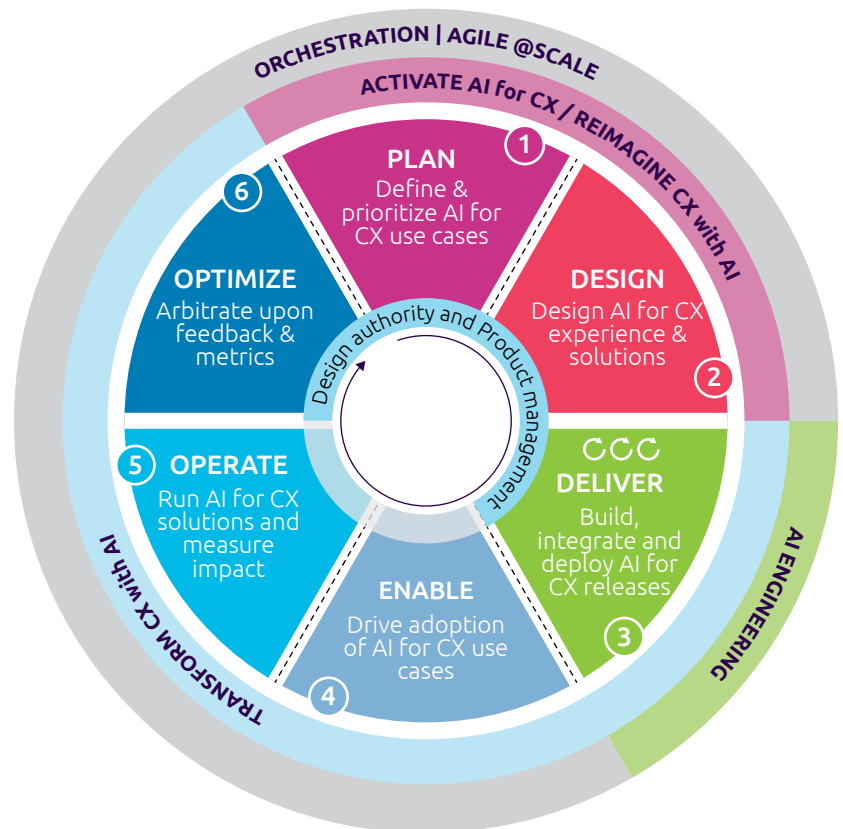 ORCHESTRATION | AGILE @SCALE
ACTIVATE AI for CX / REIMAGINE CX with AI
1
PLAN
Define &
prioritize AI for
CX use cases
DESIGN
Design AI for CX
experience &
solutions
2
DELIVER
Build,
integrate and
deploy AI for
CX releases
3
AI ENGINEERING
ENABLE
Drive adoption
of AI for CX use
cases
4
5
OPERATE
Run AI for CX
solutions and
measure
impact
TRANSFORM CX with AI
6
OPTIMIZE
Arbitrate upon
feedback &
metrics
Design authority and Product management